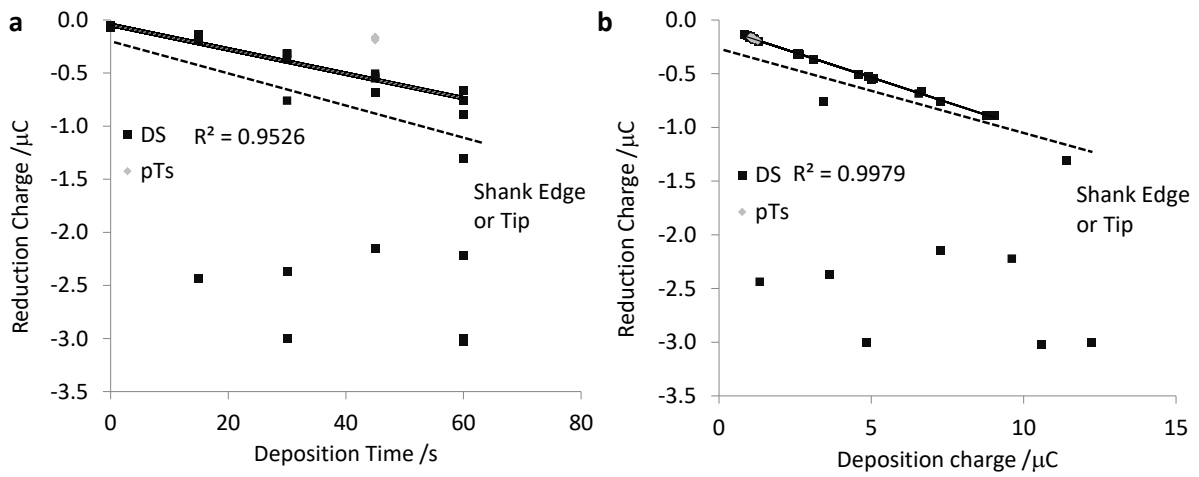 a
0.0
-0.5
-1.0
-1.5
-2.0
-2.5
-3.0
-3.5
Reduction Charge /μC
DS R² = 0.9526
pTs
Shank Edge
or Tip
0 20 40 60 80
Deposition Time /s
b
0.0
-0.5
-1.0
-1.5
-2.0
-2.5
-3.0
-3.5
Reduction Charge /μC
DS R² = 0.9979
pTs
Shank Edge
or Tip
0 5 10 15
Deposition charge /μC